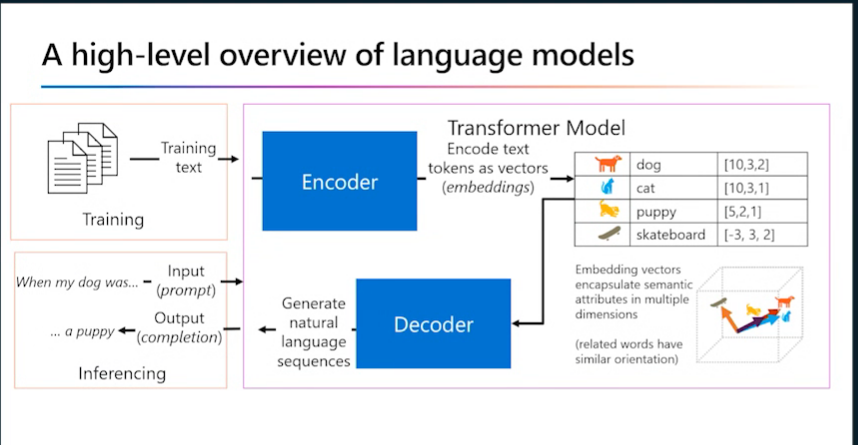 A high-level overview of language models
Training
text
Training
When my dog was...
Input
(prompt)
... a puppy
Output
(completion)
Inferencing
Transformer Model
Encoder
Encode text
tokens as vectors
(embeddings)
dog [10,3,2]
cat [10,3,1]
puppy [5,2,1]
skateboard [-3, 3, 2]
Generate
natural
language
sequences
Decoder
Embedding vectors
encapsulate semantic
attributes in multiple
dimensions
(related words have
similar orientation)